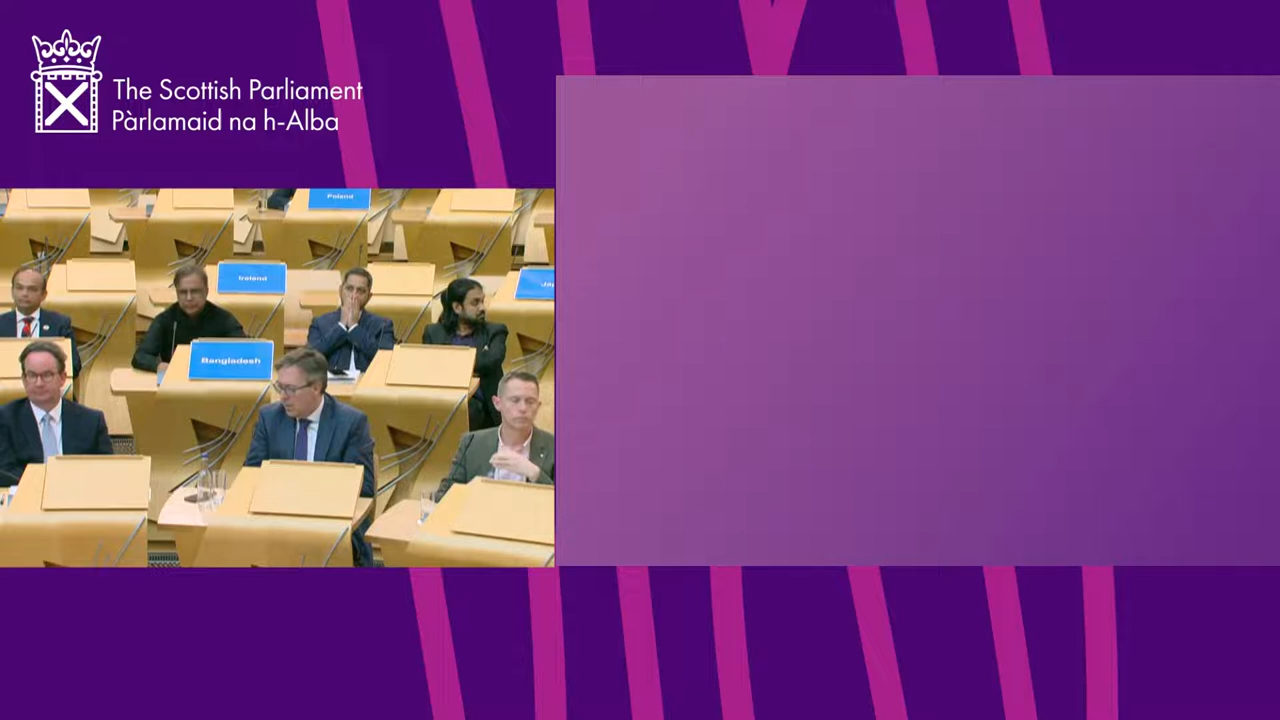 The Scottish Parliament
Pàrlamaid na h-Alba
Poland
Ireland
Bangladesh